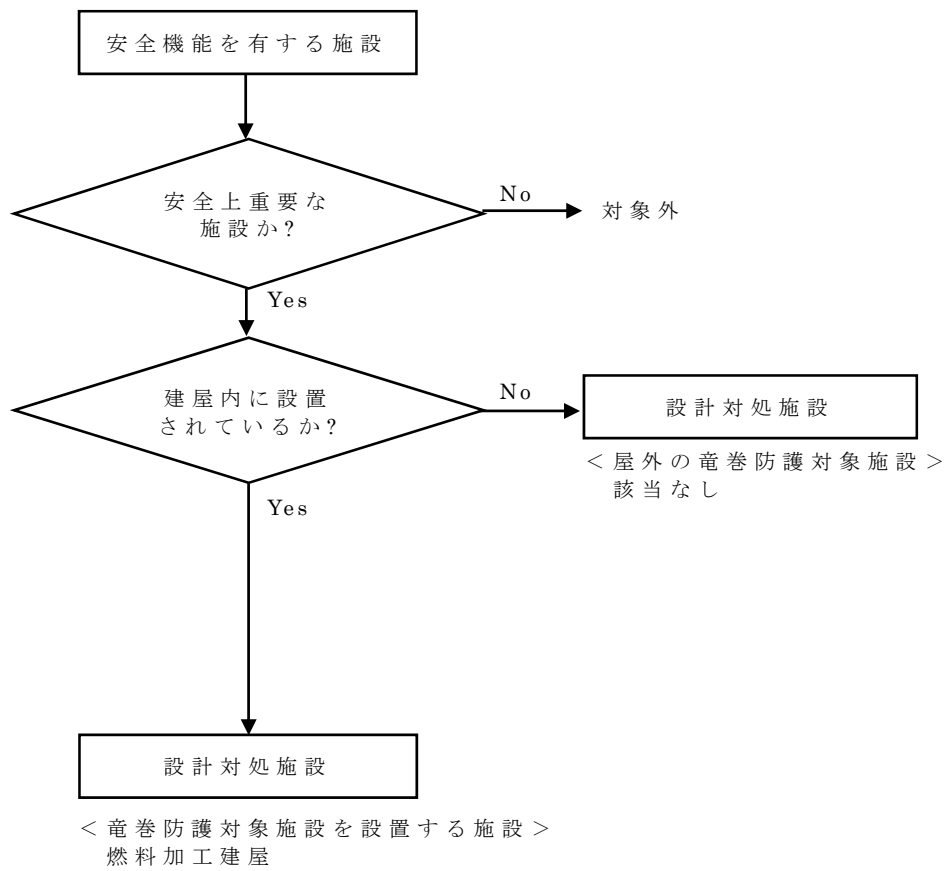 安全機能を有する施設
安全上重要な
施設か?
No
対象外
Yes
建屋内に設置
されているか?
No
設計対処施設
<屋外の竜巻防護対象施設>
該当なし
Yes
設計対処施設
<竜巻防護対象施設を設置する施設>
燃料加工建屋